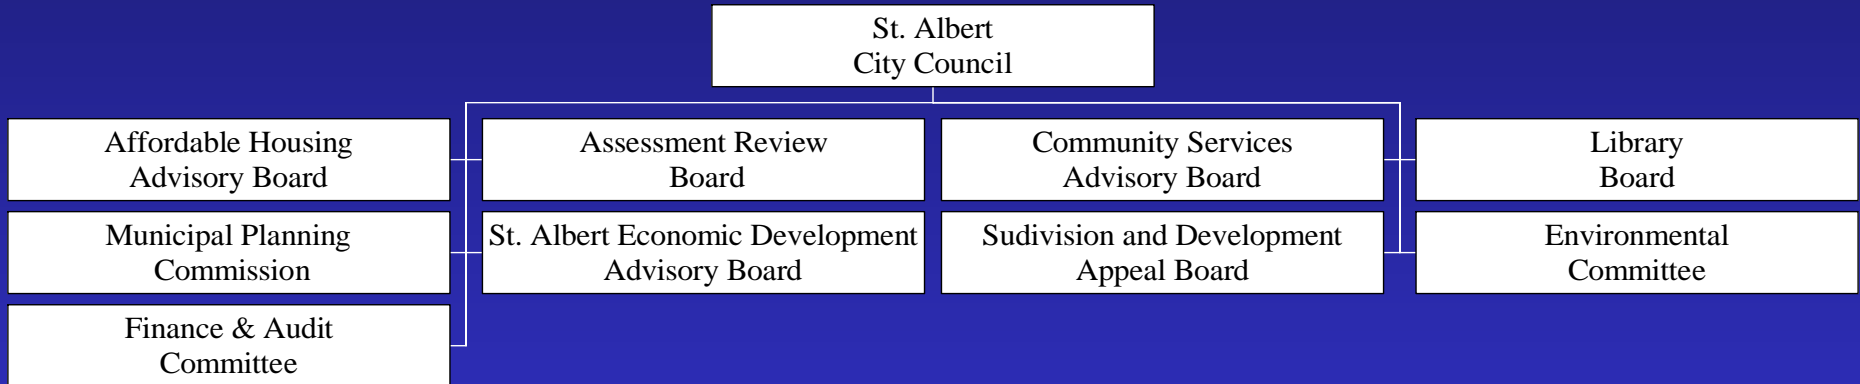 St. Albert
City Council
Affordable Housing
Advisory Board
Assessment Review
Board
Community Services
Advisory Board
Library
Board
Municipal Planning
Commission
St. Albert Economic Development
Advisory Board
Sudivision and Development
Appeal Board
Environmental
Committee
Finance & Audit
Committee